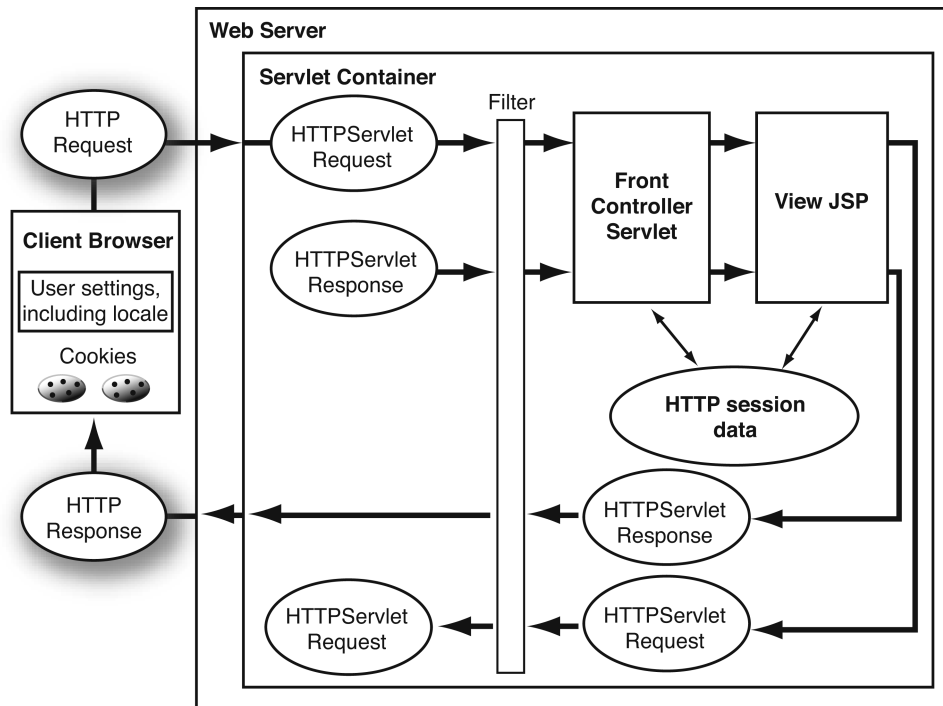 Web Server
Servlet Container
Filter
HTTP
Request
HTTPServlet
Request
Front
Controller
Servlet
View JSP
Client Browser
User settings,
including locale
Cookies
HTTPServlet
Response
HTTP session
data
HTTP
Response
HTTPServlet
Response
HTTPServlet
Request
HTTPServlet
Request